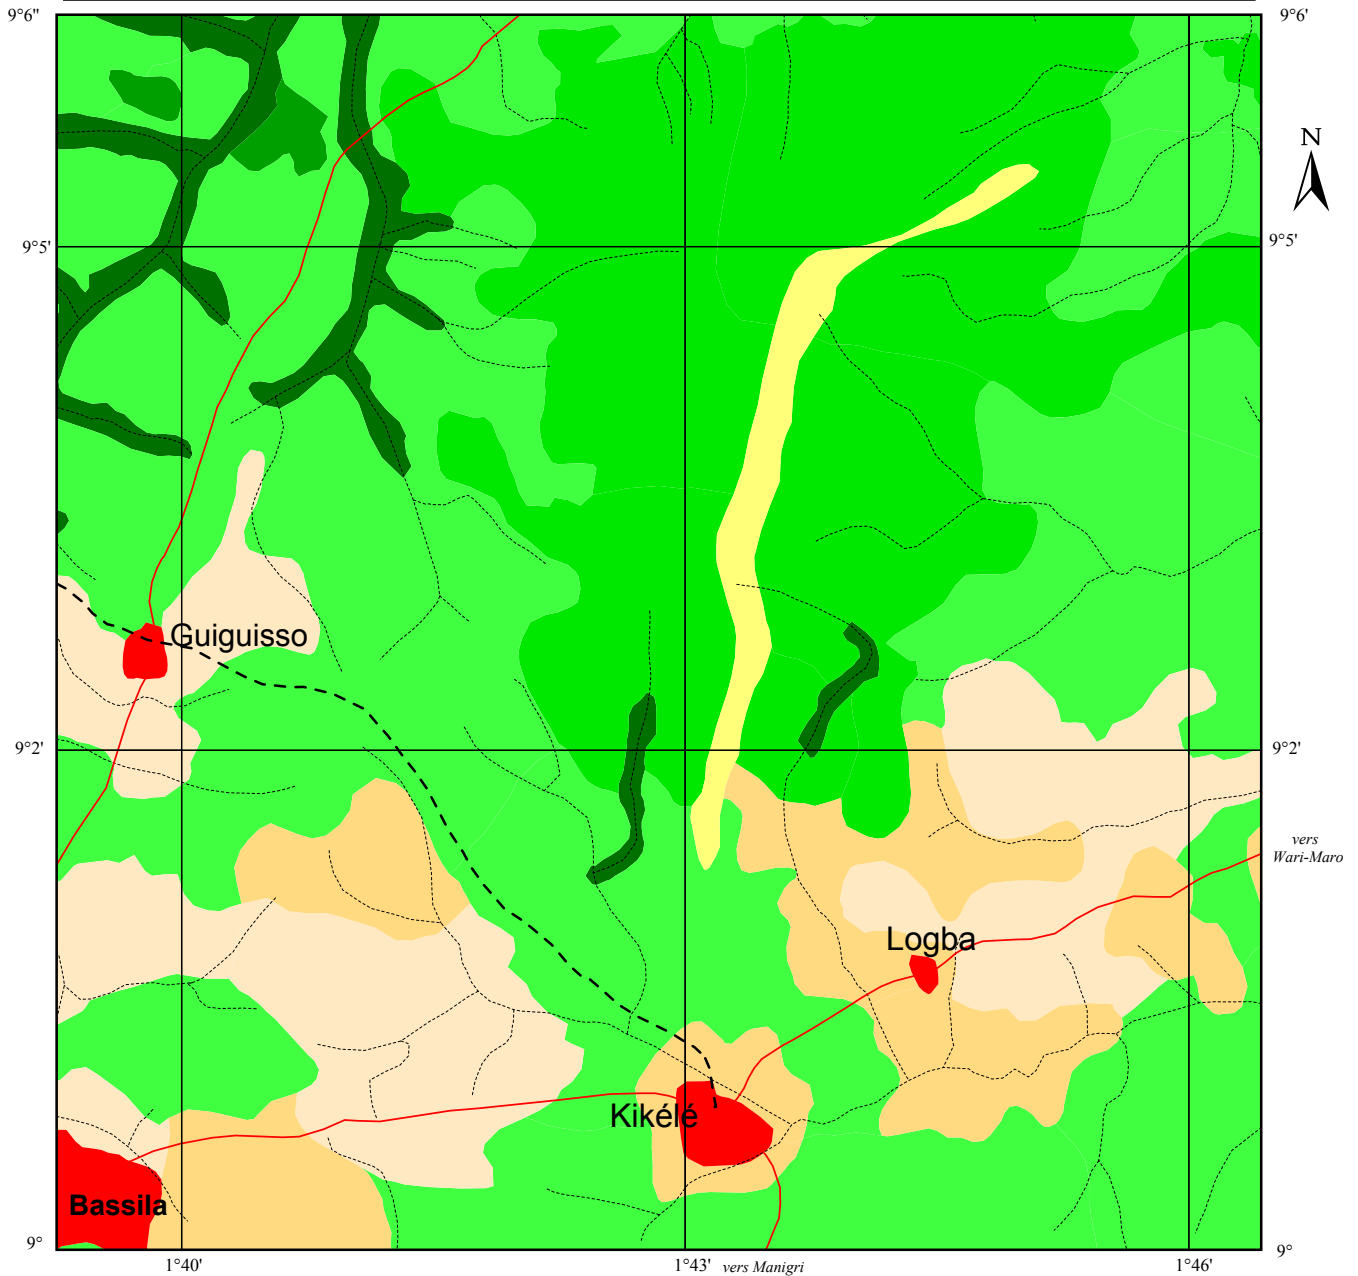 9°6"
9°6'
N
9°5'
9°5'
Guiguisso
9°2'
9°2'
vers
Wari-Maro
Logba
Kikélé
Bassila
9°
9°
1°40'
1°43'
vers Manigri
1°46'